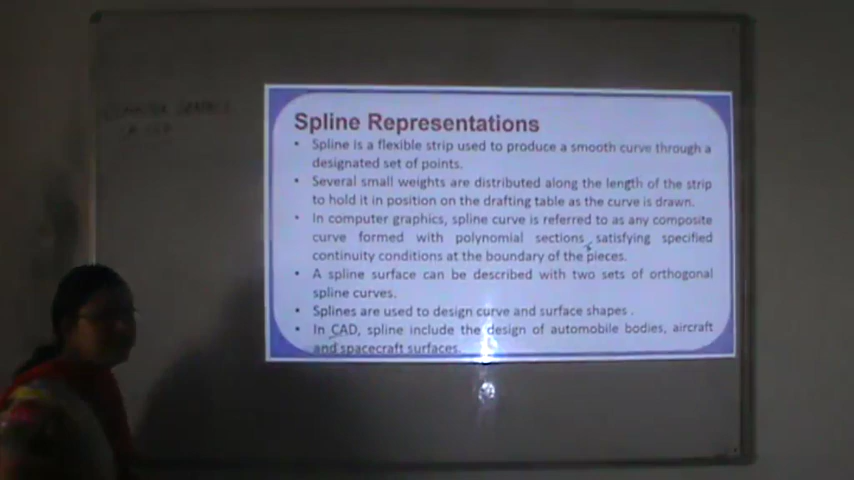 COMPUTER GRAPHICS
Spline Representations
• Spline is a flexible strip used to produce a smooth curve through a
designated set of points.
• Several small weights are distributed along the length of the strip
to hold it in position on the drafting table as the curve is drawn.
• In computer graphics, spline curve is referred to as any composite
curve formed with polynomial sections satisfying specified
continuity conditions at the boundary of the pieces.
• A spline surface can be described with two sets of orthogonal
spline curves.
• Splines are used to design curve and surface shapes .
• In CAD, spline include the design of automobile bodies, aircraft
and spacecraft surfaces.